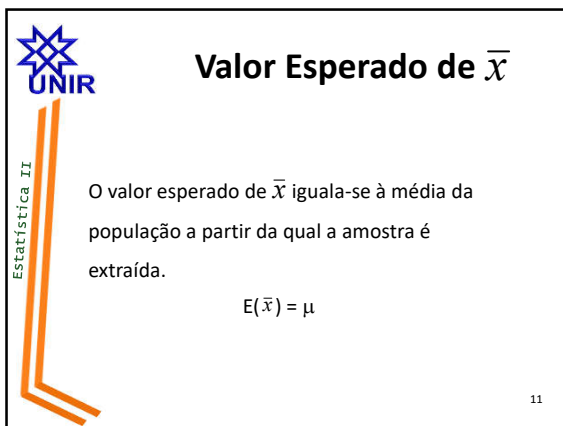 UNIR
Valor Esperado de x̅
Estatística II
O valor esperado de x̅ iguala-se à média da
população a partir da qual a amostra é
extraída.
E(x̅) = μ
11